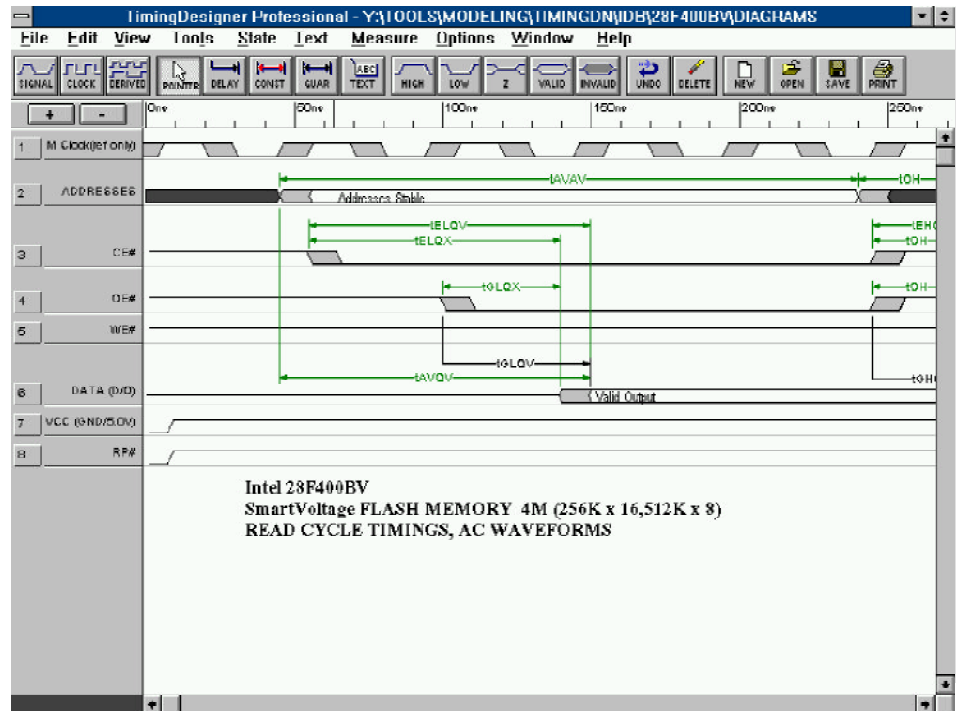 TimingDesigner Professional - Y:\TOOLS\MODELING\TIMINGDN\IDB\28F400BV\DIAGRAMS
File Edit View Tools State Text Measure Options Window Help
SIGNAL CLOCK DERIVED POINTER DELAY CONST GUAR TEXT HIGH LOW Z VALID INVALID UNDO DELETE NEW OPEN SAVE PRINT
ABC
+ - 0ns 50ns 100ns 150ns 200ns 250ns
1 M Clock(ref only)
tAVAV tOH
2 ADDRESSES Addresses Stable
tELQV tEH
tELQX tOH
3 CE#
tGLQX tOH
4 OE#
5 WE#
tGLQV
tAVQV tGH
6 DATA (D/Q) Valid Output
7 VCC (GND/5.0V)
8 RP#
Intel 28F400BV
SmartVoltage FLASH MEMORY 4M (256K x 16,512K x 8)
READ CYCLE TIMINGS, AC WAVEFORMS